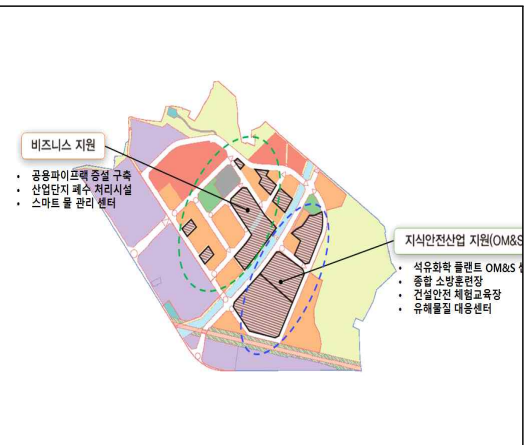 비즈니스 지원
• 공용파이프랙 증설 구축
• 산업단지 폐수 처리시설
• 스마트 물 관리 센터
지식안전산업 지원(OM&S
• 석유화학 플랜트 OM&S
• 종합 소방훈련장
• 건설안전 체험교육장
• 유해물질 대응센터